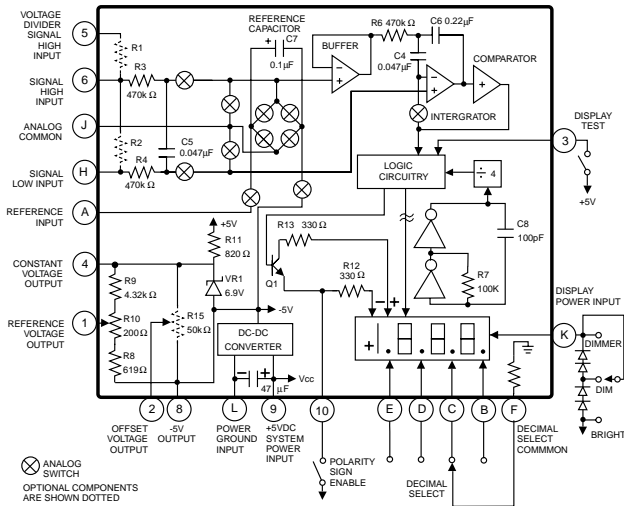 VOLTAGE
DIVIDER
SIGNAL
HIGH
INPUT
5
R1
SIGNAL
HIGH
INPUT
6
R3
470k Ω
ANALOG
COMMON
J
R2
C5
0.047µF
SIGNAL
LOW INPUT
H
R4
470k Ω
REFERENCE INPUT
A
REFERENCE
CAPACITOR
+ C7
0.1µF
BUFFER
-
+
R6 470k Ω
C6 0.22µF
C4
0.047µF
COMPARATOR
-
+
-
+
INTERGRATOR
DISPLAY
TEST
3
+5V
LOGIC
CIRCUITRY
÷ 4
C8
100pF
R7
100K
CONSTANT
VOLTAGE
OUTPUT
4
+5V
R11
820 Ω
VR1
6.9V
-5V
R9
4.32k Ω
R10
200 Ω
R8
619Ω
R15
50kΩ
REFERENCE
VOLTAGE
OUTPUT
1
R13 330 Ω
Q1
R12
330 Ω
- +
DC-DC
CONVERTER
- +
47 µF
Vcc
+ 1 8. 8. 8.
DISPLAY
POWER INPUT
K
DIMMER
DIM
BRIGHT
2
8
L
9
10
E
D
C
B
F
OFFSET
VOLTAGE
OUTPUT
-5V
OUTPUT
POWER
GROUND
INPUT
+5VDC
SYSTEM
POWER
INPUT
POLARITY
SIGN
ENABLE
DECIMAL
SELECT
DECIMAL
SELECT
COMMMON
ANALOG
SWITCH
OPTIONAL COMPONENTS
ARE SHOWN DOTTED